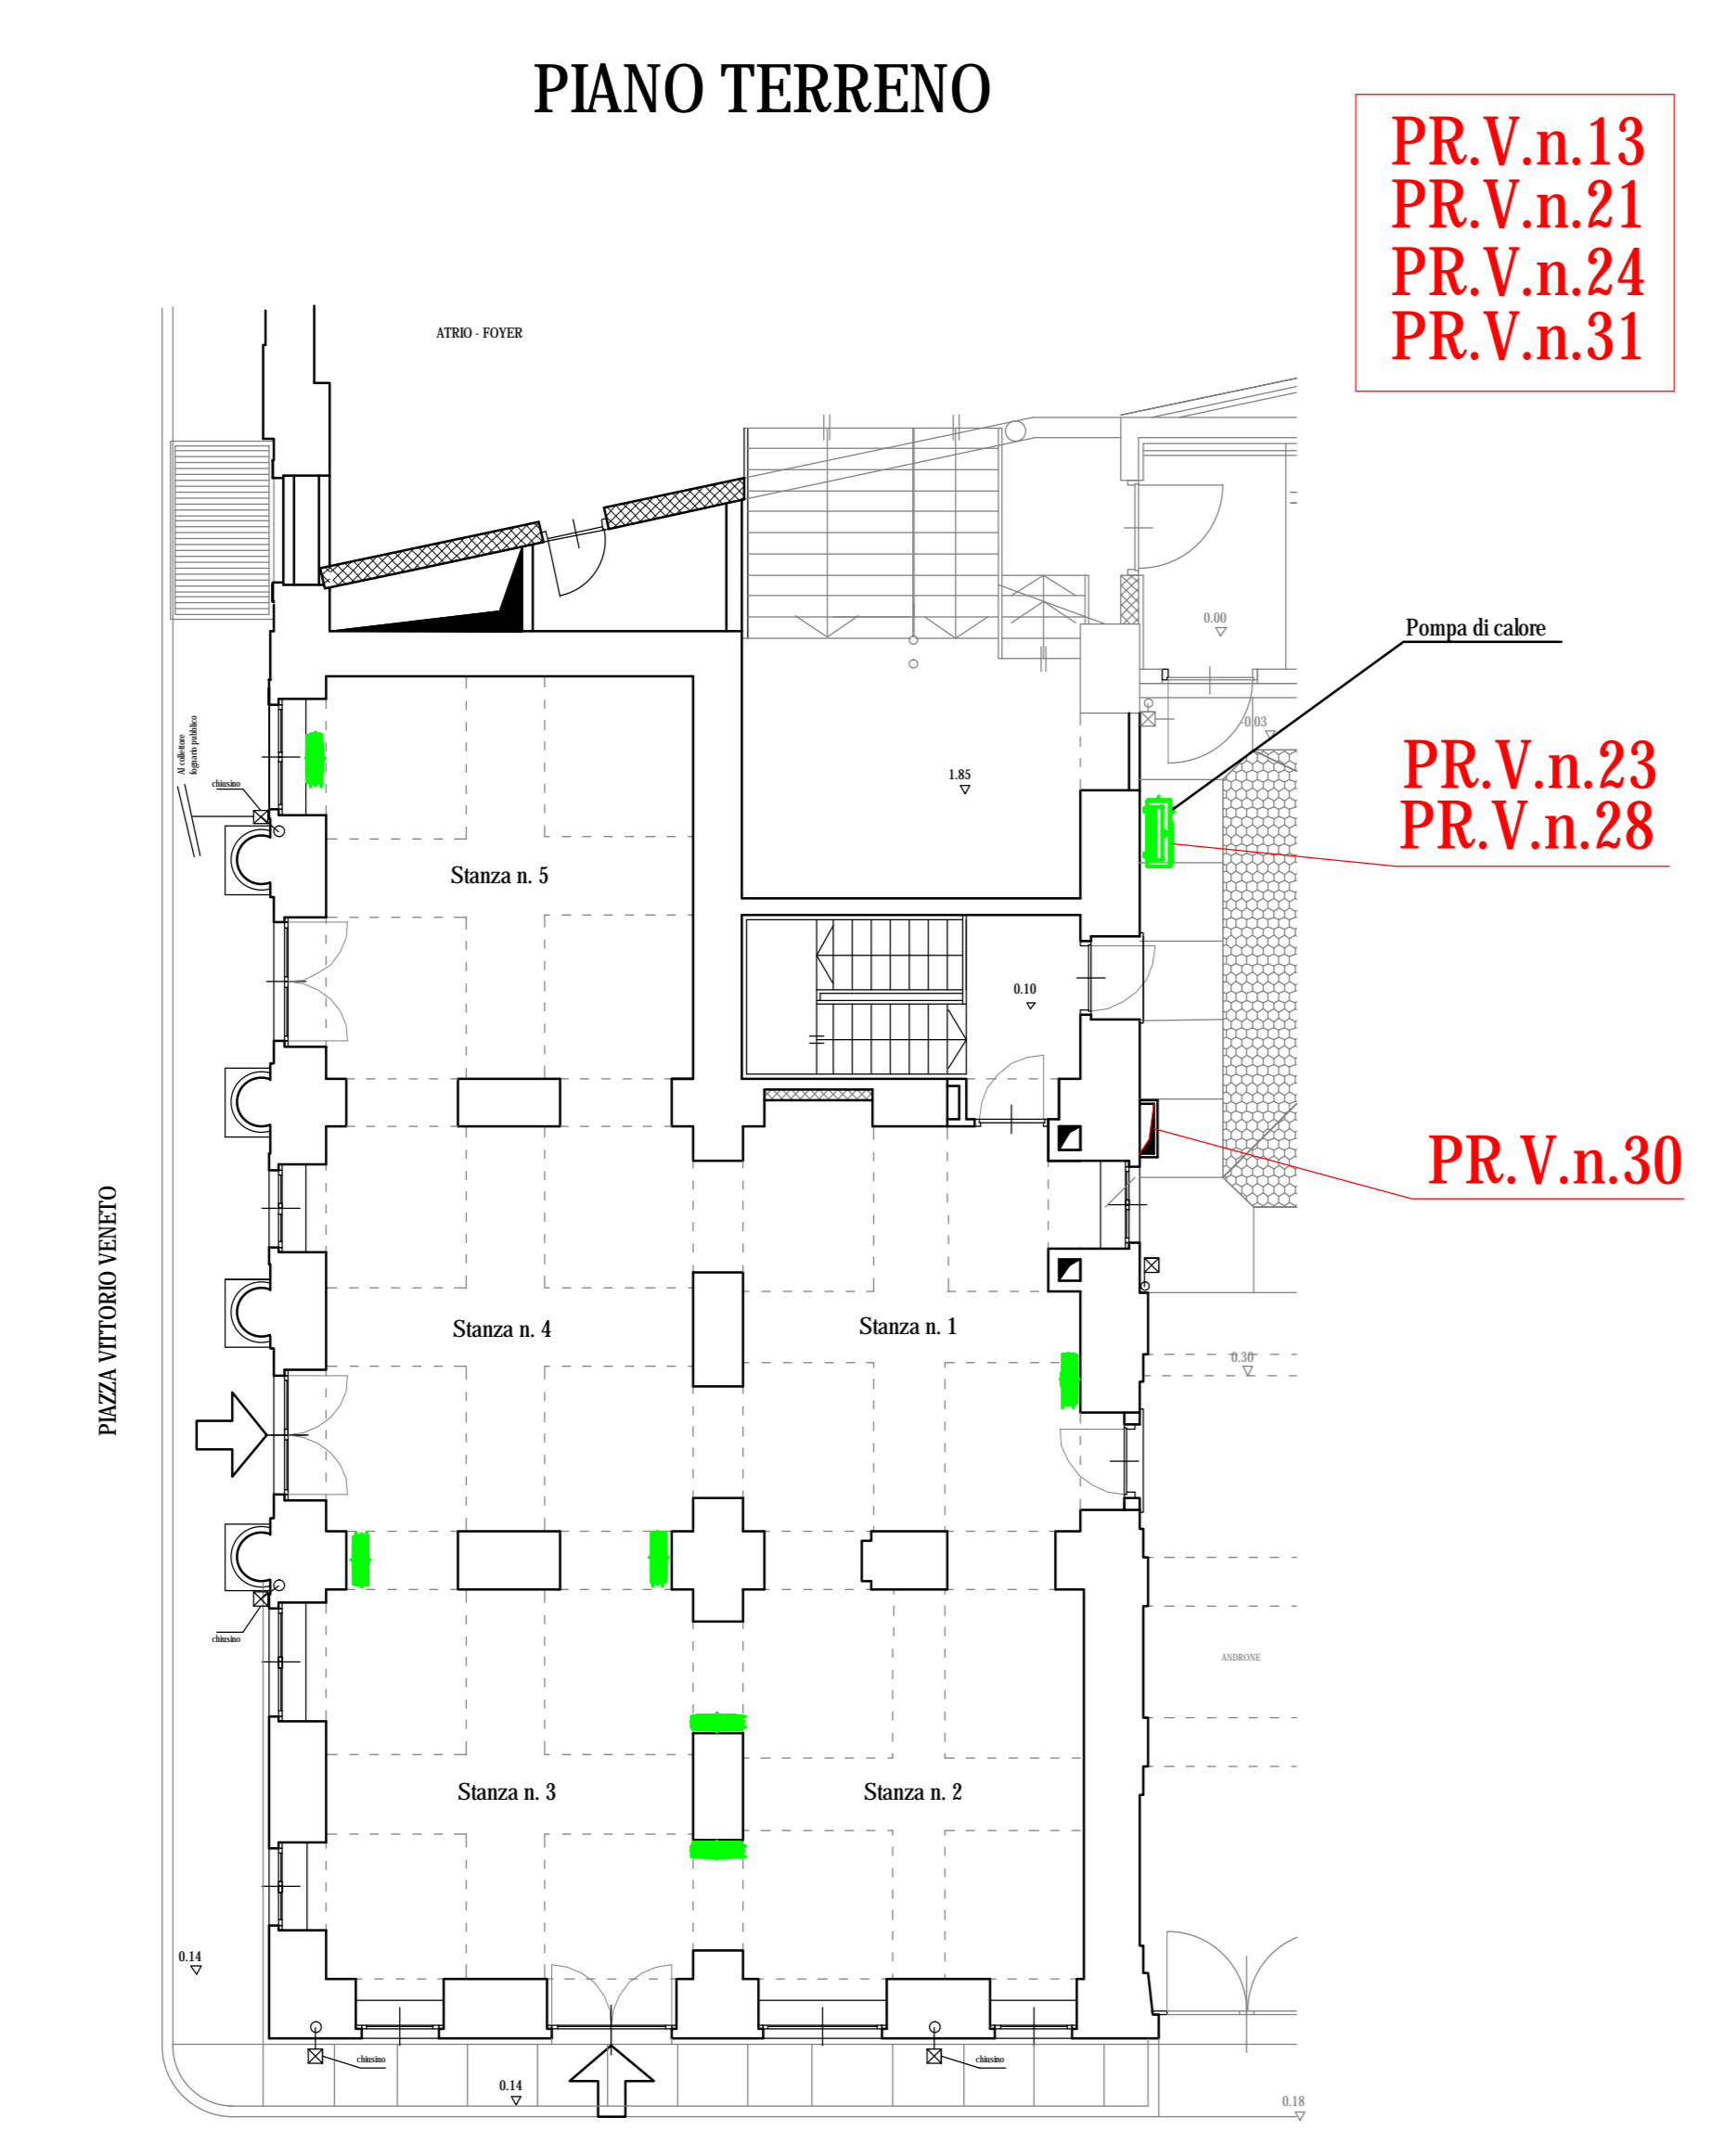 PIANO TERRENO
PR.V.n.13
PR.V.n.21
PR.V.n.24
PR.V.n.31
ATRIO - FOYER
0.00
Pompa di calore
-0.03
Al collettore
fognario pubblico
chiusino
1.85
PR.V.n.23
PR.V.n.28
Stanza n. 5
0.10
PR.V.n.30
PIAZZA VITTORIO VENETO
Stanza n. 4
Stanza n. 1
0.30
chiusino
ANDRONE
Stanza n. 3
Stanza n. 2
0.14
chiusino
chiusino
0.14
0.18